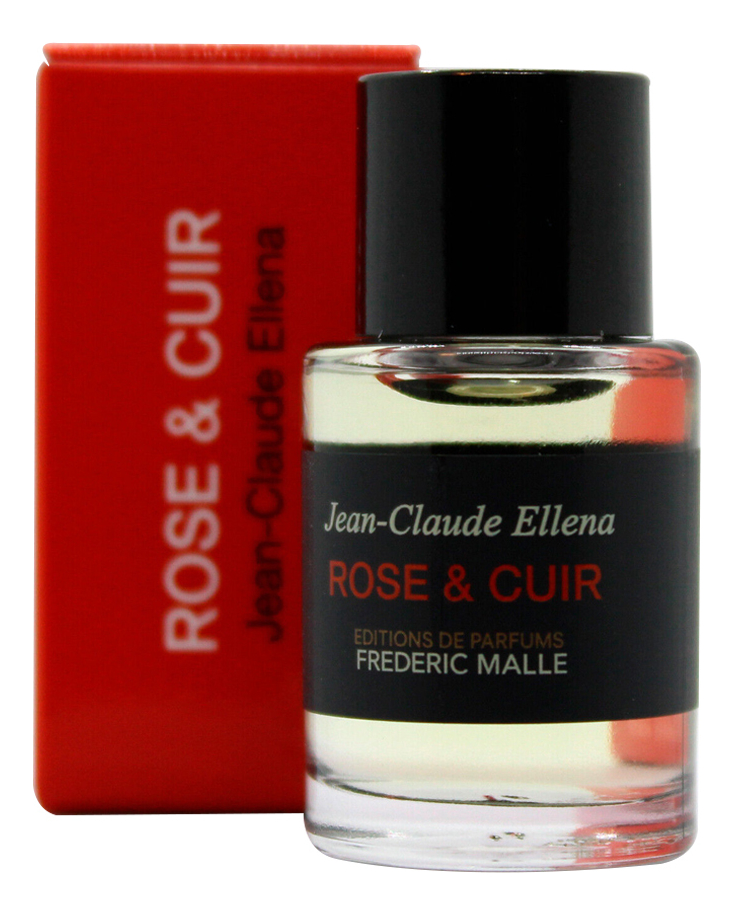 ROSE & CUIR
Jean-Claude Ellena
Jean-Claude Ellena
ROSE & CUIR
EDITIONS DE PARFUMS
FREDERIC MALLE